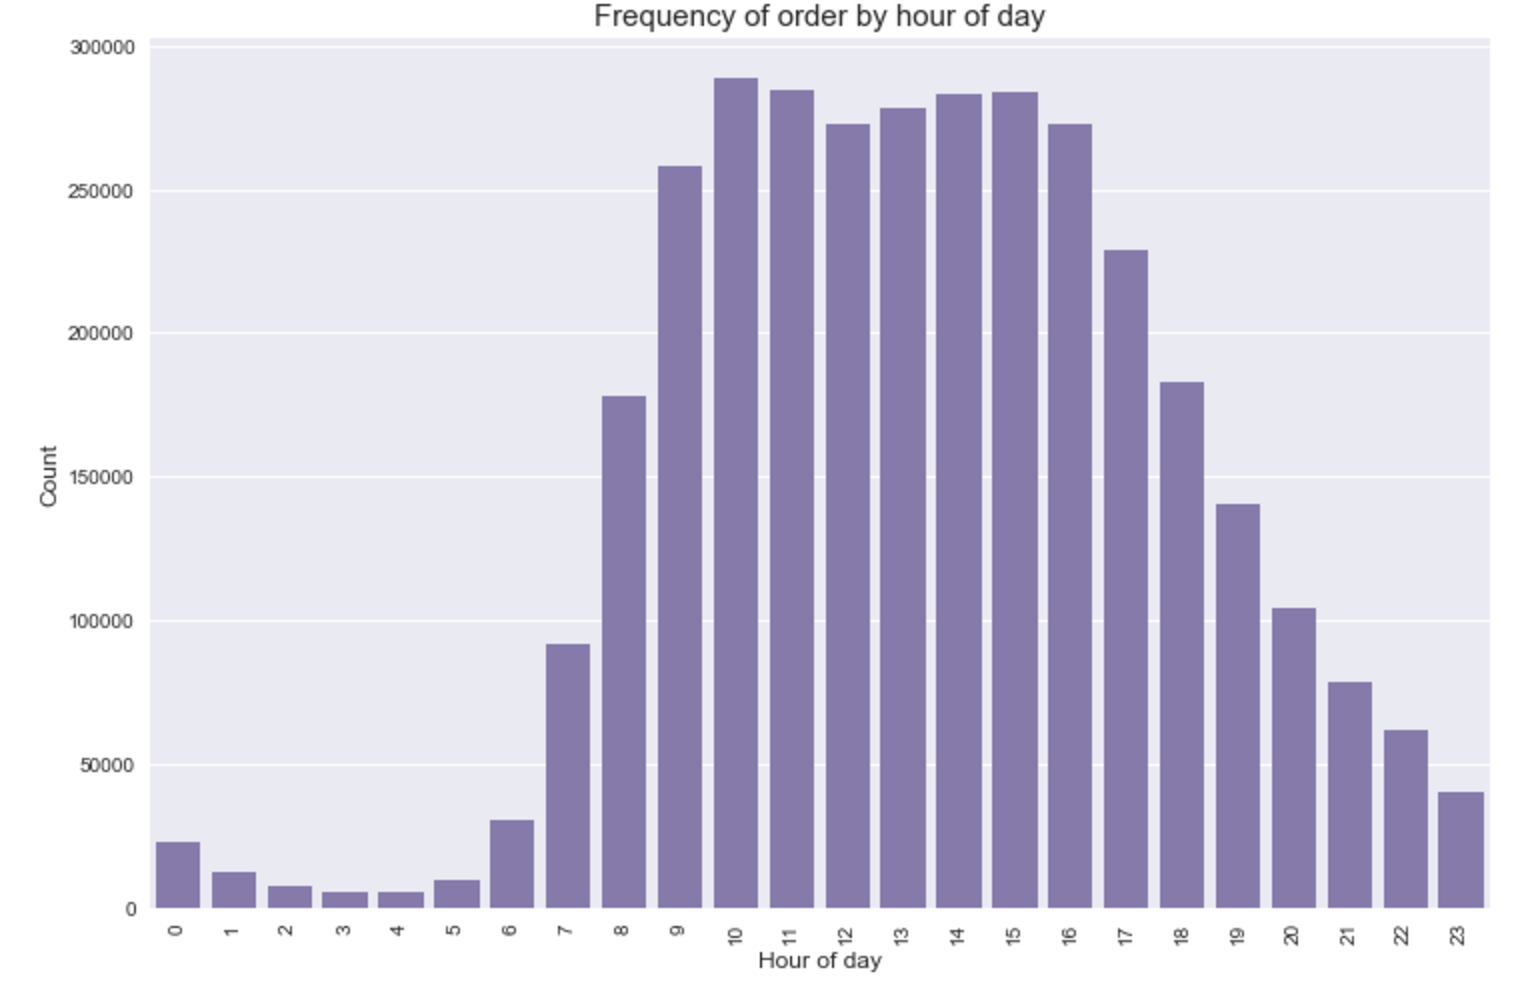 Frequency of order by hour of day
300000
250000
200000
150000
100000
50000
0
Count
0 1 2 3 4 5 6 7 8 9 10 11 12 13 14 15 16 17 18 19 20 21 22 23
Hour of day